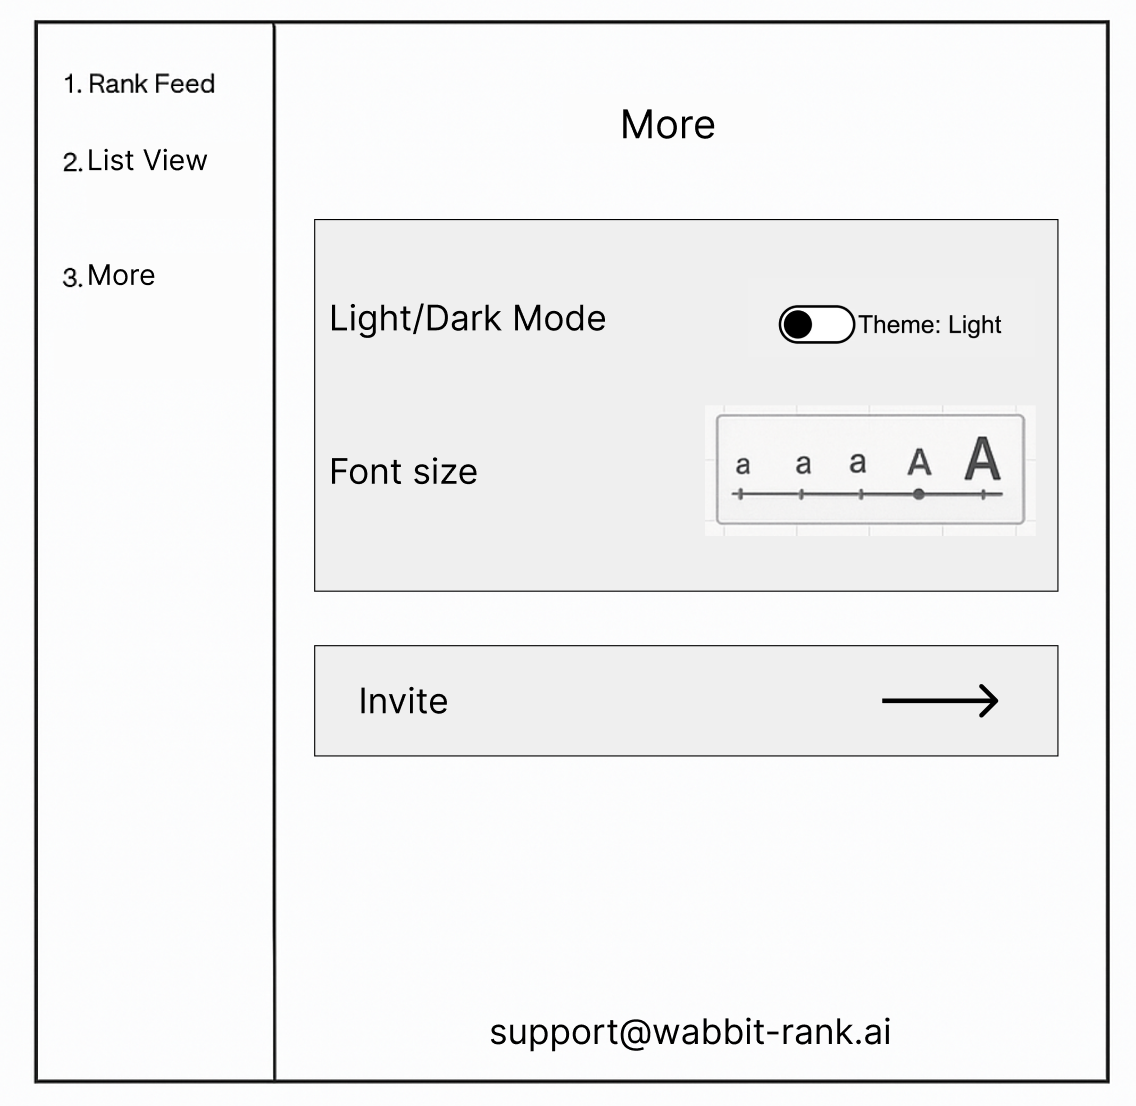 1. Rank Feed
2. List View
3. More
More
Light/Dark Mode
Theme: Light
Font size
a a a A A
Invite
support@wabbit-rank.ai